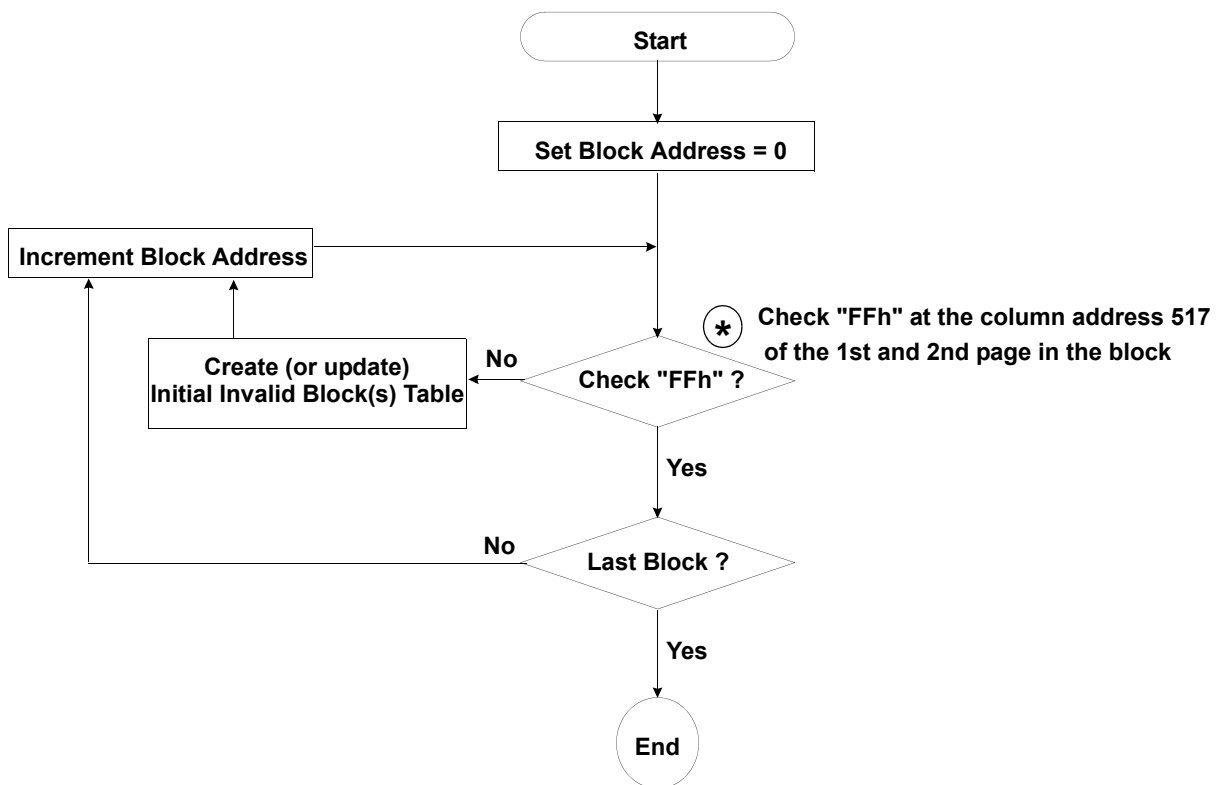 Start
Set Block Address = 0
Increment Block Address
* Check "FFh" at the column address 517
of the 1st and 2nd page in the block
No
Create (or update)
Initial Invalid Block(s) Table
Check "FFh" ?
Yes
No
Last Block ?
Yes
End